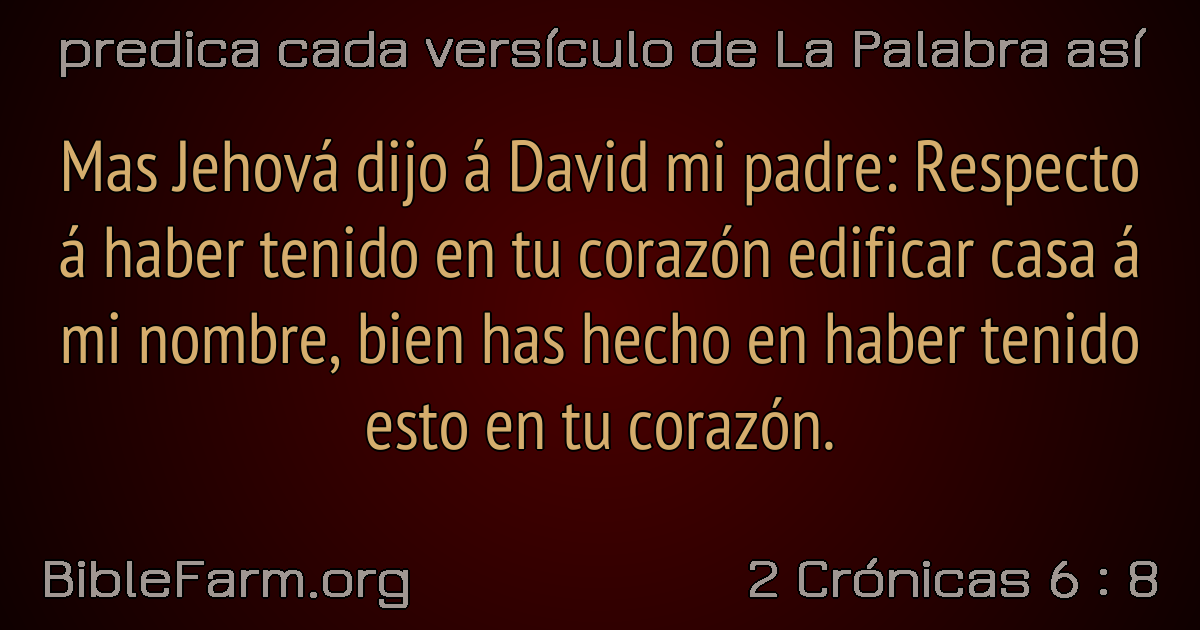 predica cada versículo de La Palabra así
Mas Jehová dijo á David mi padre: Respecto
á haber tenido en tu corazón edificar casa á
mi nombre, bien has hecho en haber tenido
esto en tu corazón.
BibleFarm.org
2 Crónicas 6 : 8